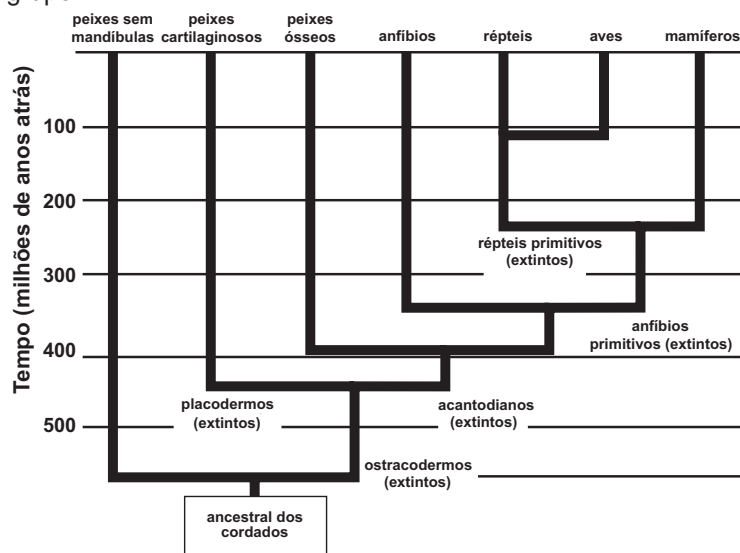 peixes sem
mandíbulas
peixes
cartilaginosos
peixes
ósseos
anfíbios
répteis
aves
mamíferos
Tempo (milhões de anos atrás)
100
200
300
400
500
répteis primitivos
(extintos)
anfíbios
primitivos (extintos)
placodermos
(extintos)
acantodianos
(extintos)
ostracodermos
(extintos)
ancestral dos
cordados